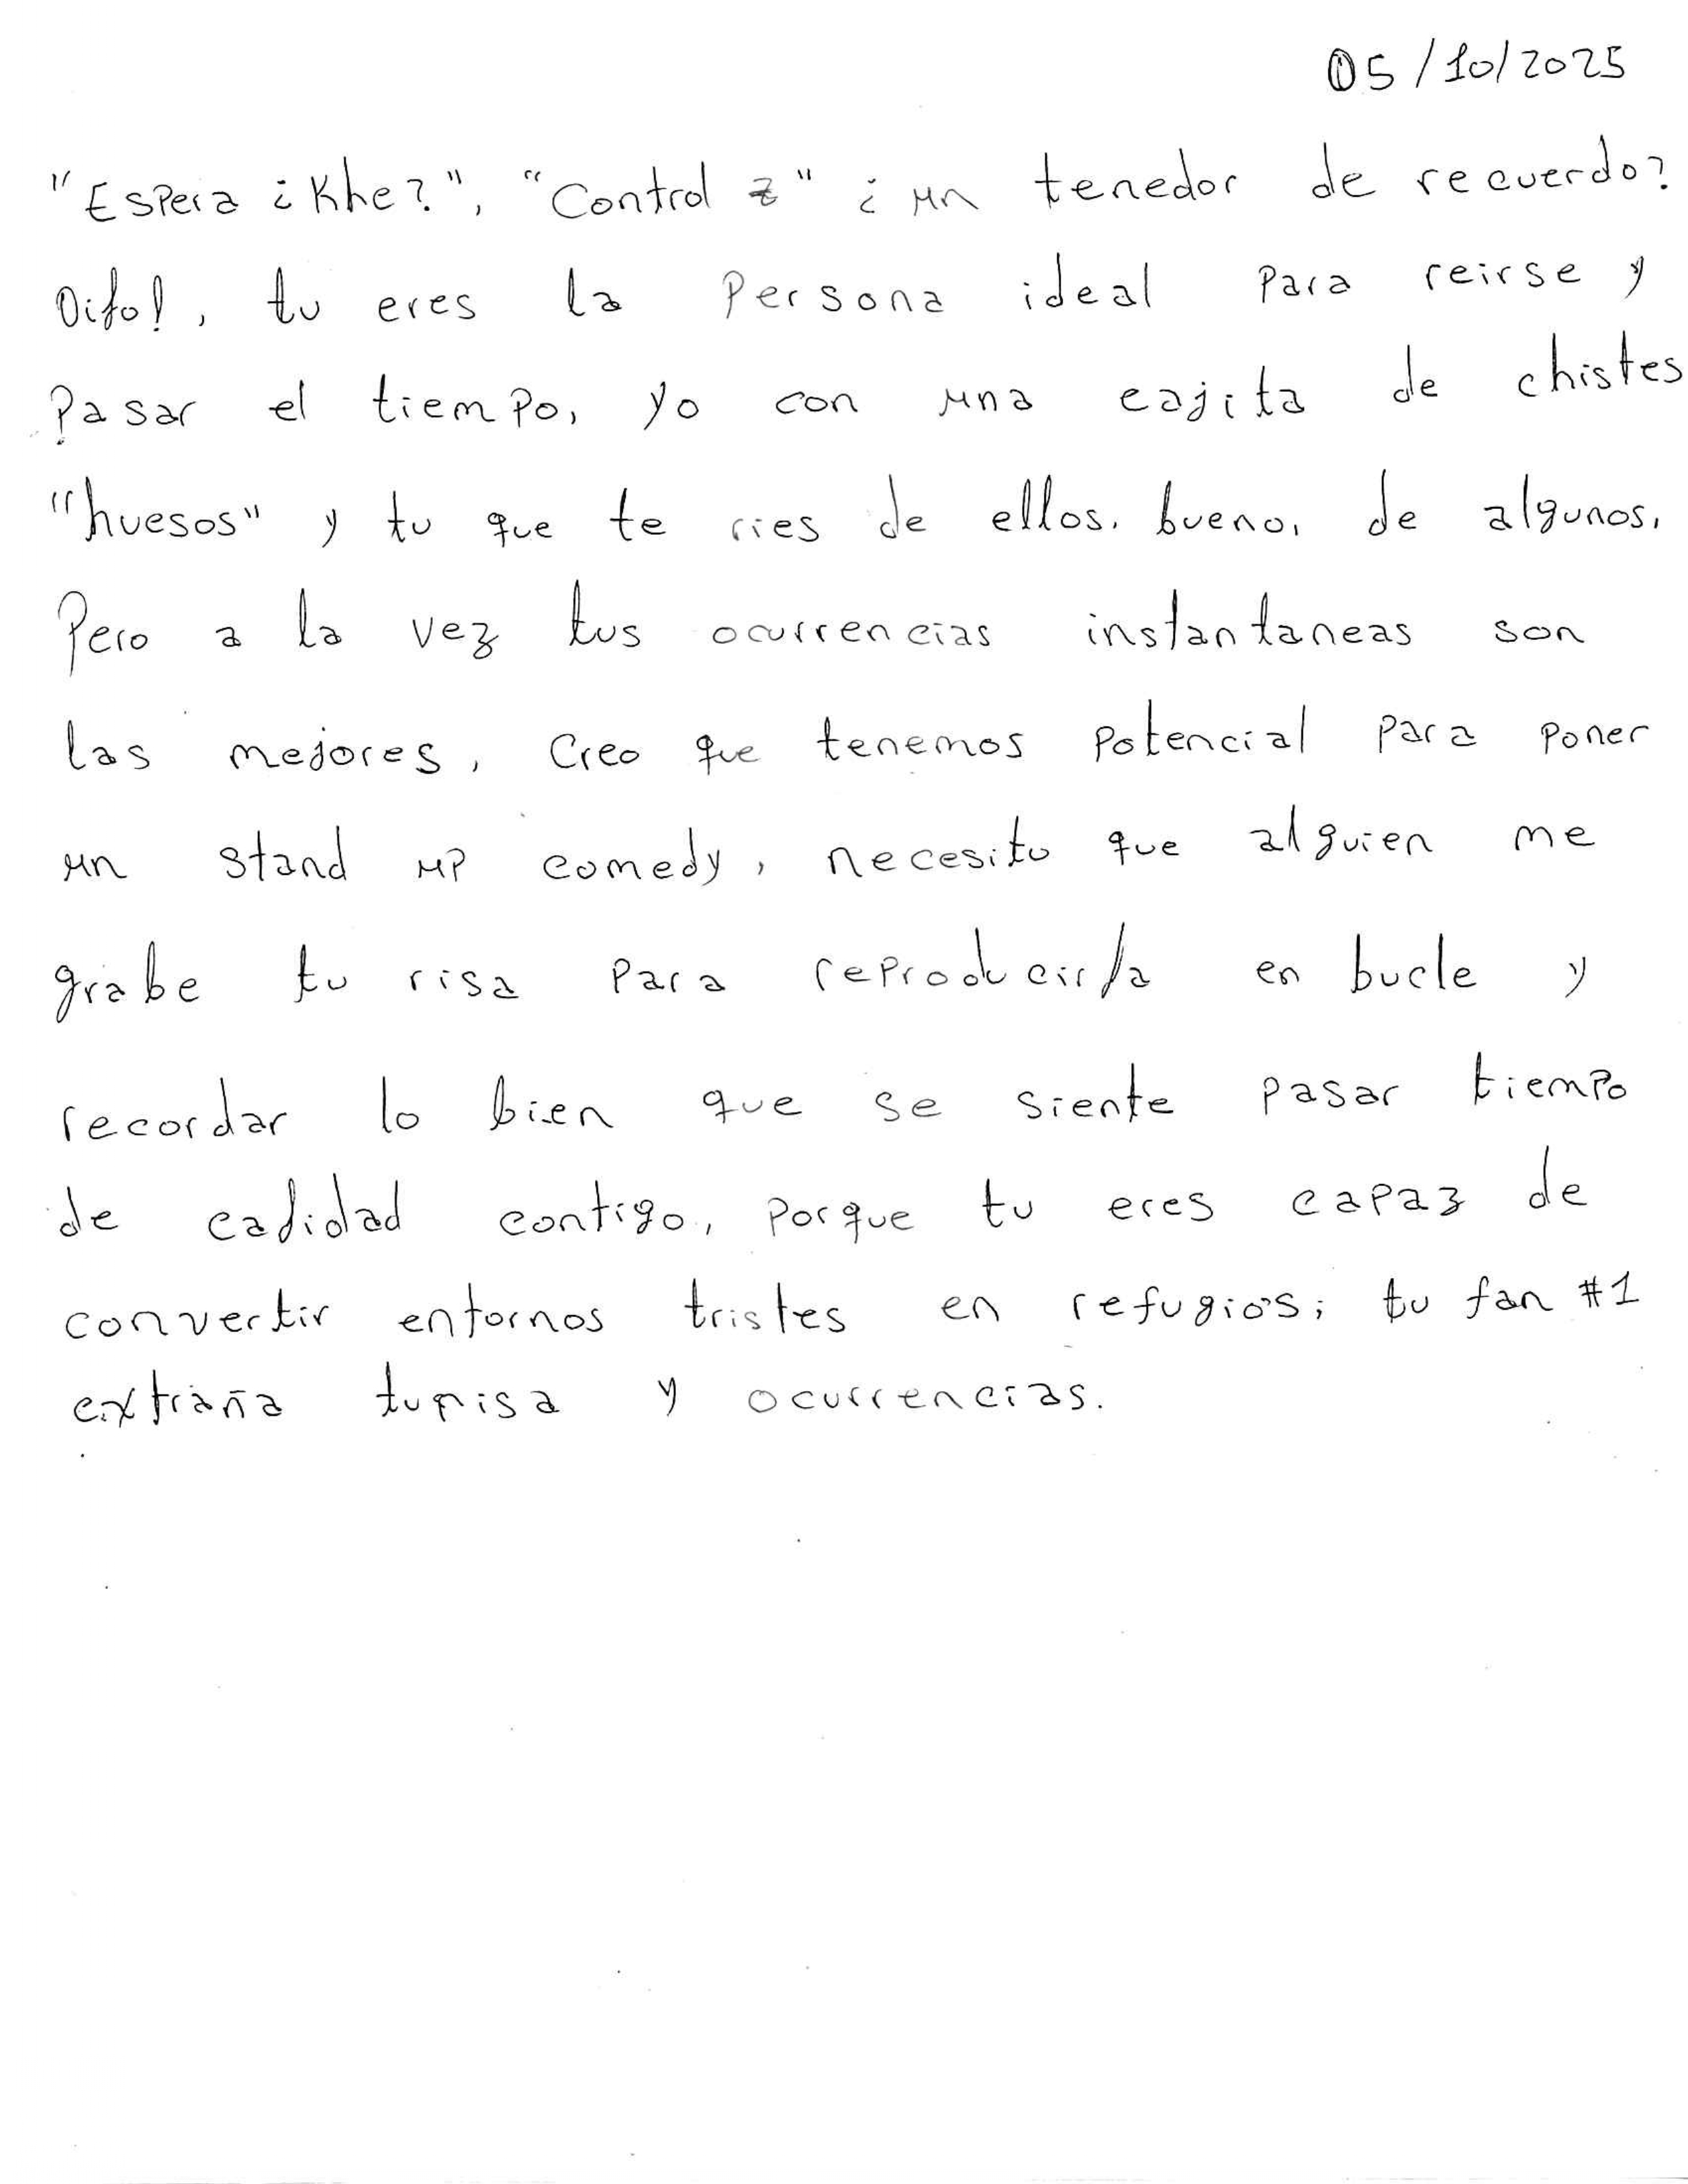 05/10/2025
"Espera ¿Khe?", "Control z" ¿un tenedor de recuerdo?
Oifo!, tu eres la Persona ideal para reirse y
Pasar el tiempo, yo con una cajita de chistes
"huesos" y tu que te ries de ellos. bueno, de algunos.
Pero a la vez tus ocurrencias instantaneas son
las mejores, Creo que tenemos potencial para poner
un stand up comedy, necesito que alguien me
grabe tu risa para reproducirla en bucle y
recordar lo bien que se siente pasar tiempo
de calidad contigo, porque tu eres capaz de
convertir entornos tristes en refugios; tu fan #1
extraña tu risa y ocurrencias.